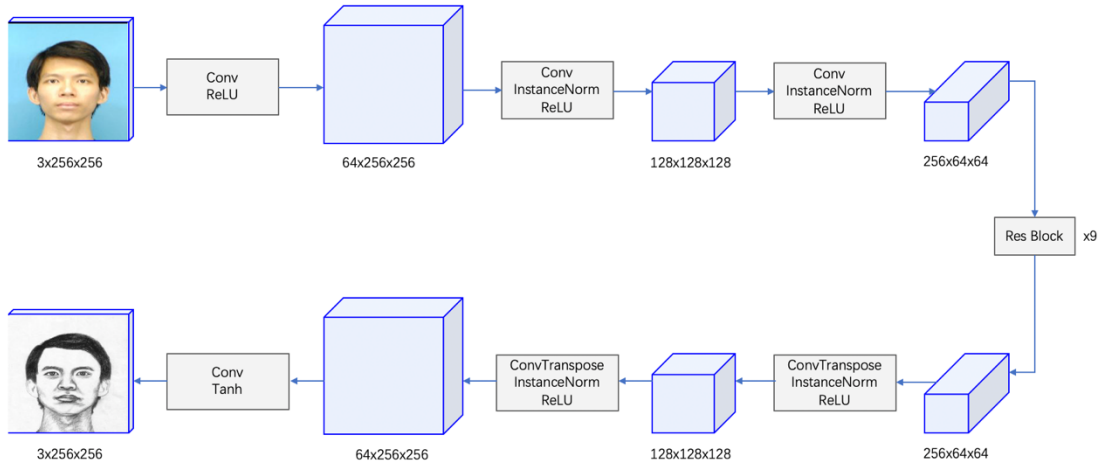 Conv
ReLU
Conv
InstanceNorm
ReLU
Conv
InstanceNorm
ReLU
3x256x256
64x256x256
128x128x128
256x64x64
Res Block
x9
ConvTranspose
InstanceNorm
ReLU
ConvTranspose
InstanceNorm
ReLU
Conv
Tanh
3x256x256
64x256x256
128x128x128
256x64x64